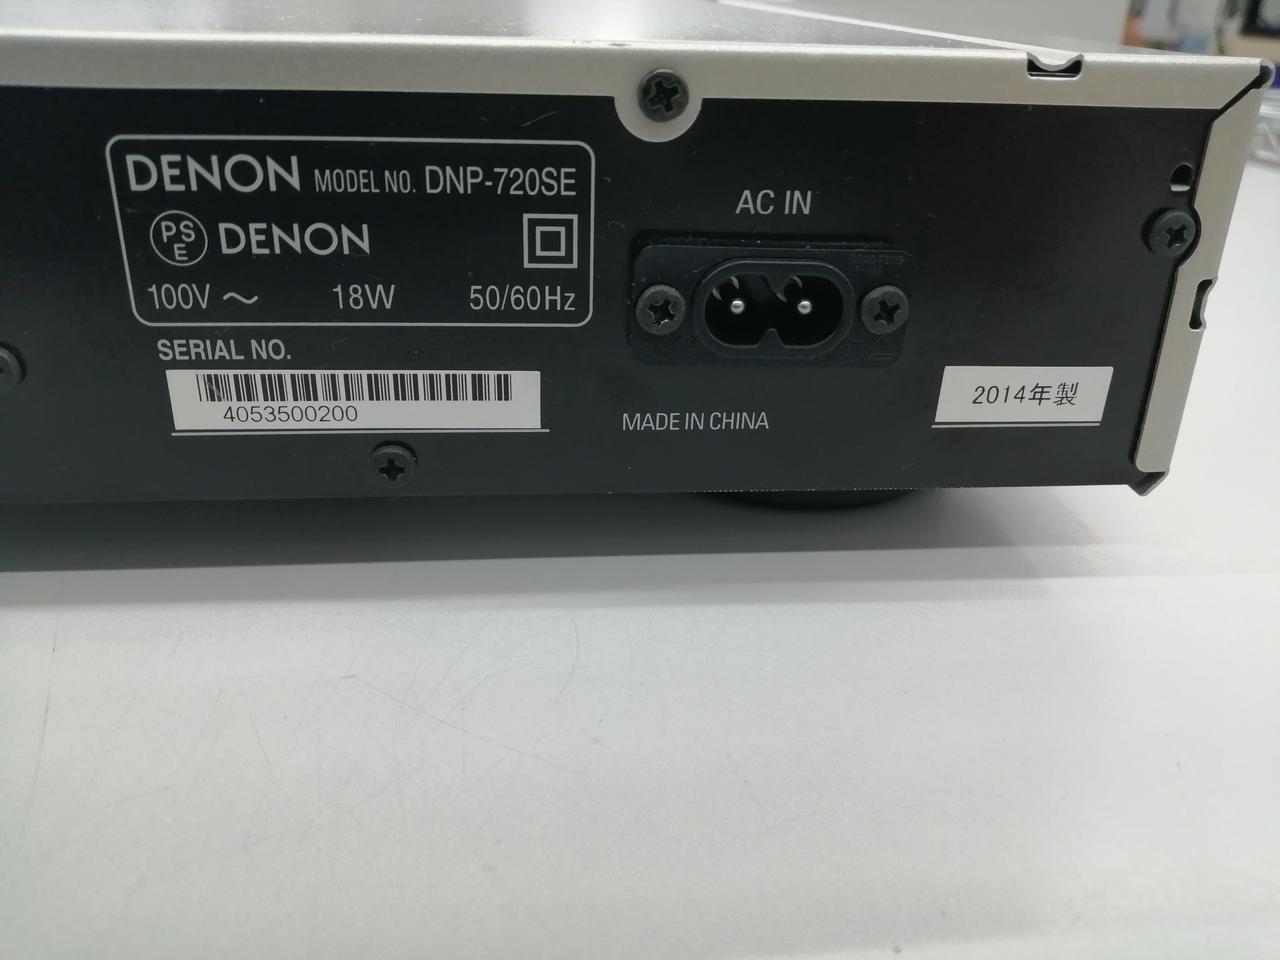 DENON MODEL NO. DNP-720SE
PSE DENON
100V ～ 18W 50/60Hz
SERIAL NO.
4053500200
AC IN
MADE IN CHINA
2014年製